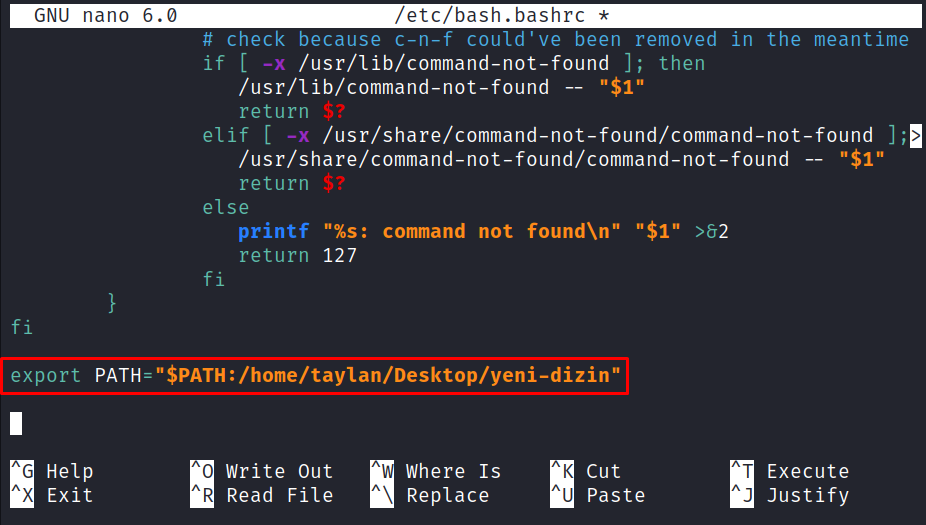 GNU nano 6.0 /etc/bash.bashrc *
# check because c-n-f could've been removed in the meantime
if [ -x /usr/lib/command-not-found ]; then
/usr/lib/command-not-found -- "$1"
return $?
elif [ -x /usr/share/command-not-found/command-not-found ];>
/usr/share/command-not-found/command-not-found -- "$1"
return $?
else
printf "%s: command not found\n" "$1" >&2
return 127
fi
}
fi
export PATH="$PATH:/home/taylan/Desktop/yeni-dizin"
^G Help ^O Write Out ^W Where Is ^K Cut ^T Execute
^X Exit ^R Read File ^\ Replace ^U Paste ^J Justify